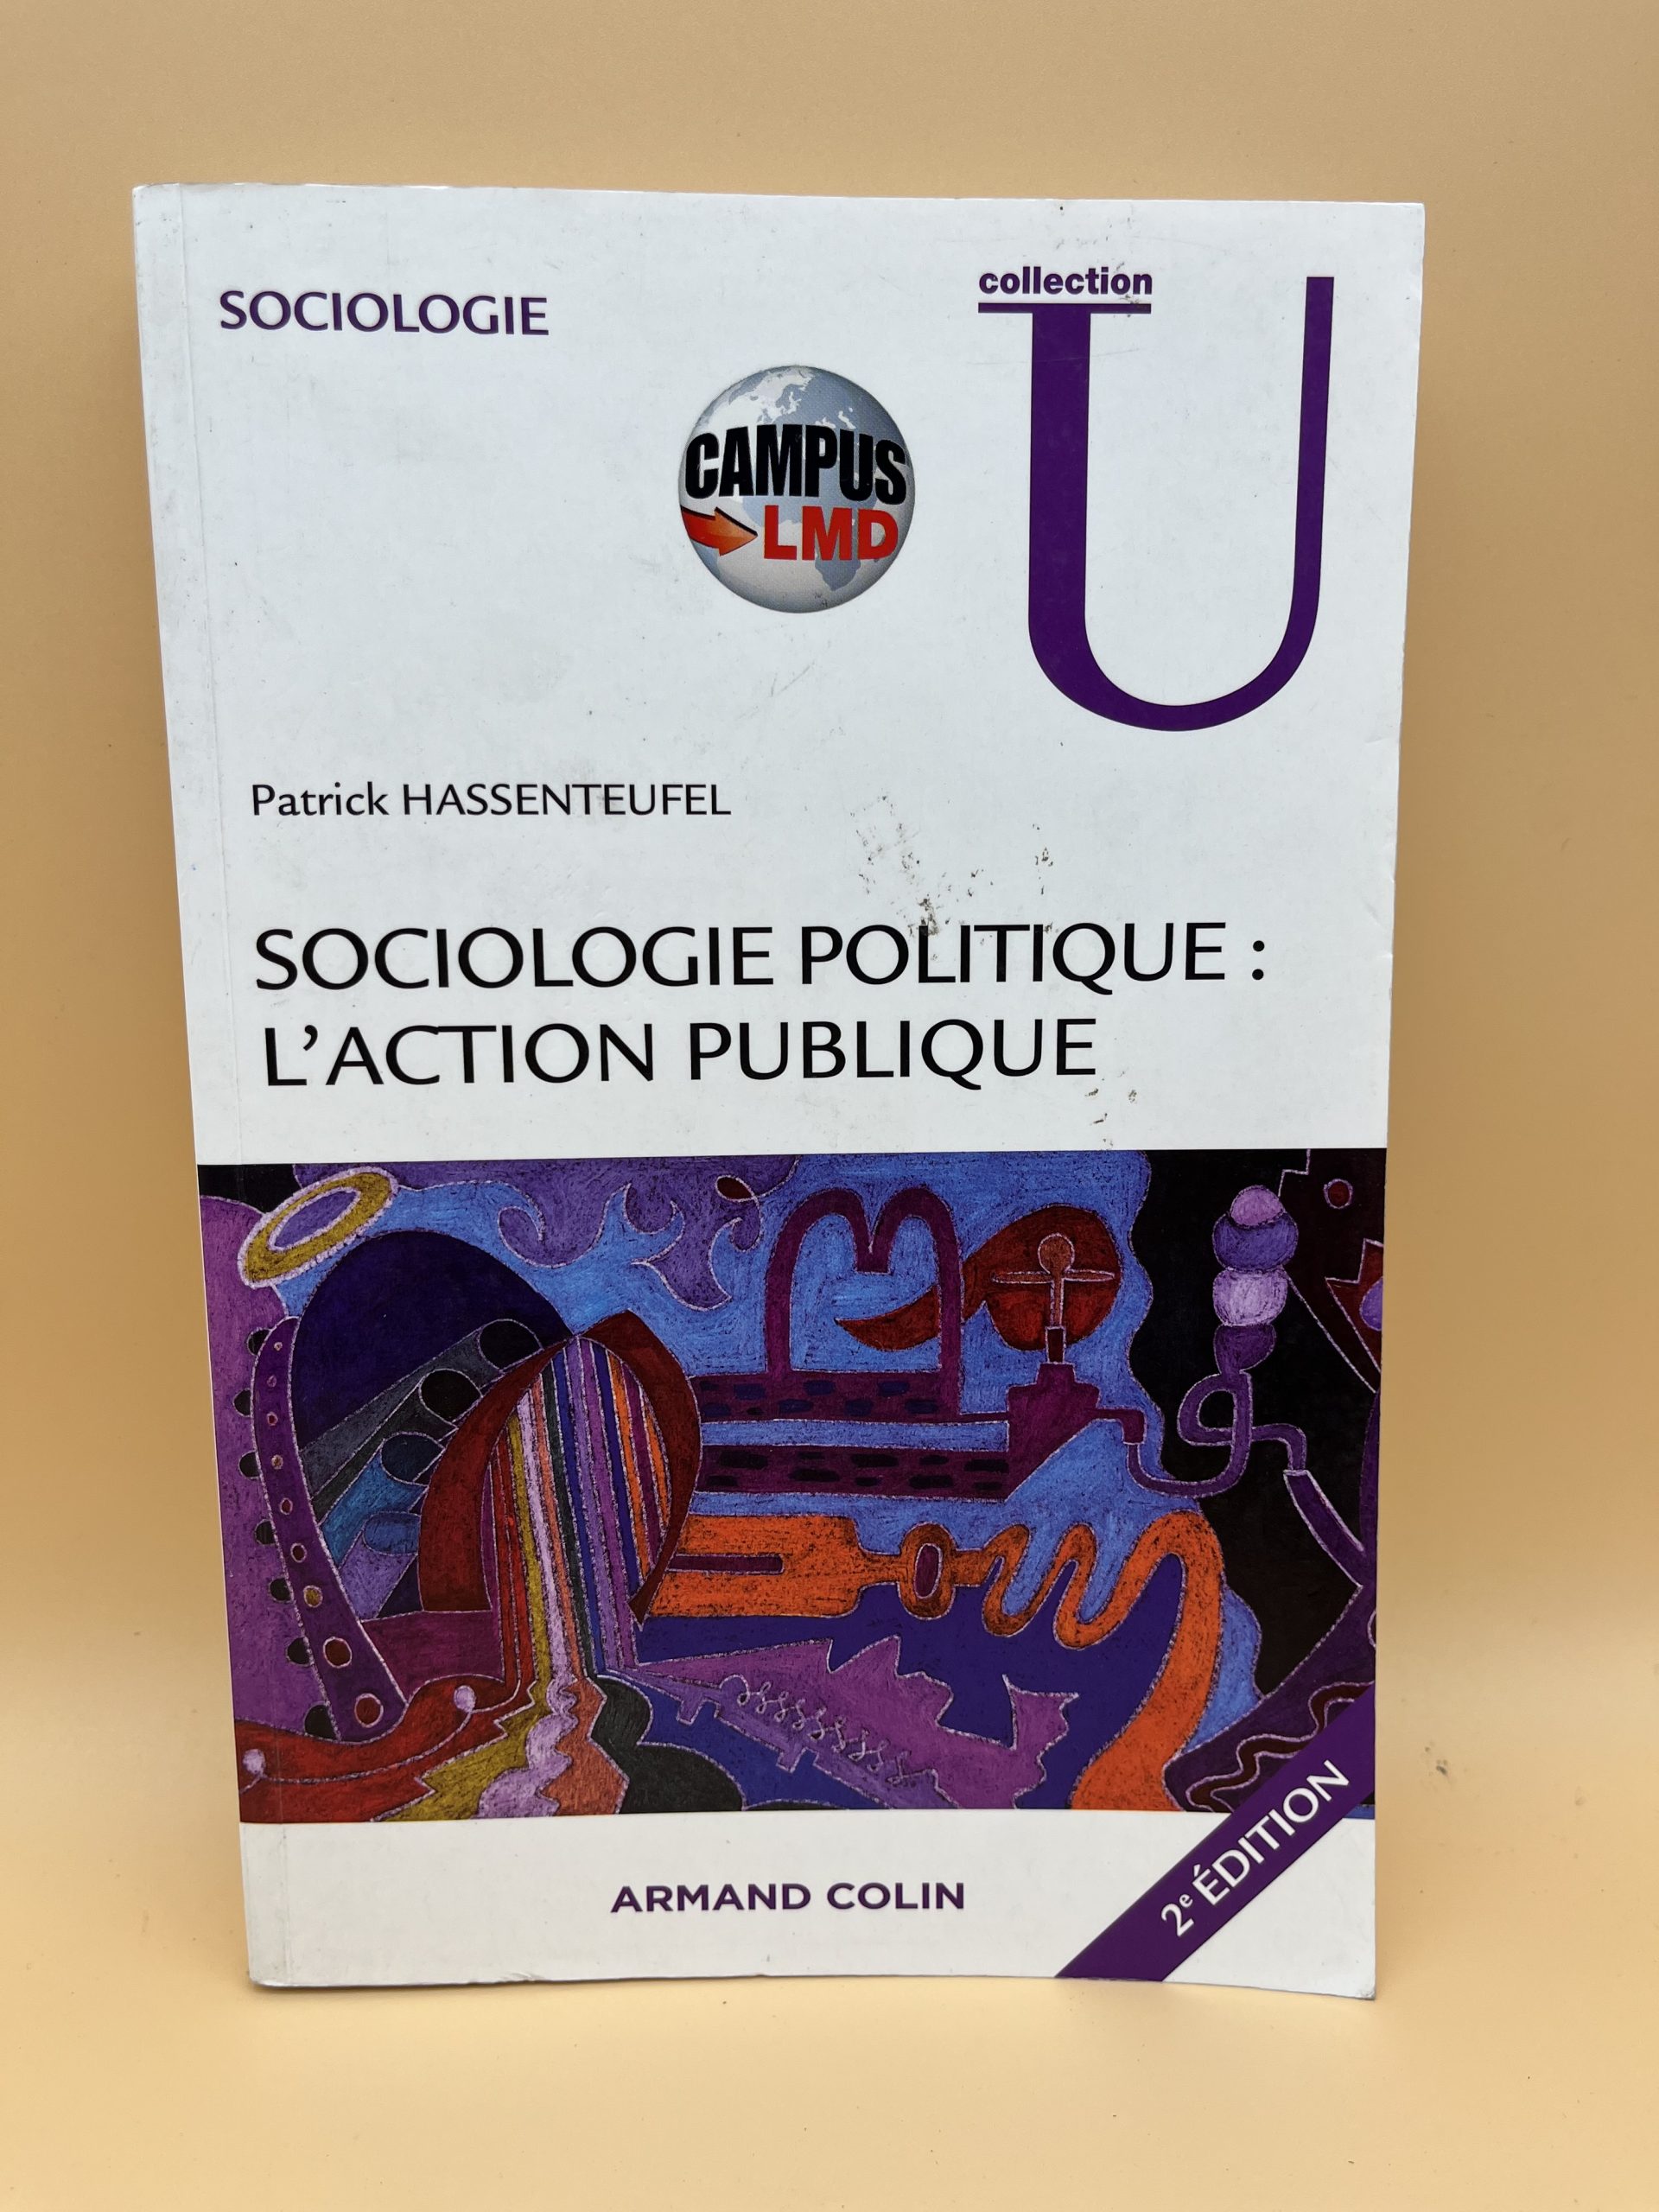 SOCIOLOGIE
collection
U
CAMPUS
LMD
Patrick HASSENTEUFEL
SOCIOLOGIE POLITIQUE :
L’ACTION PUBLIQUE
2e ÉDITION
ARMAND COLIN